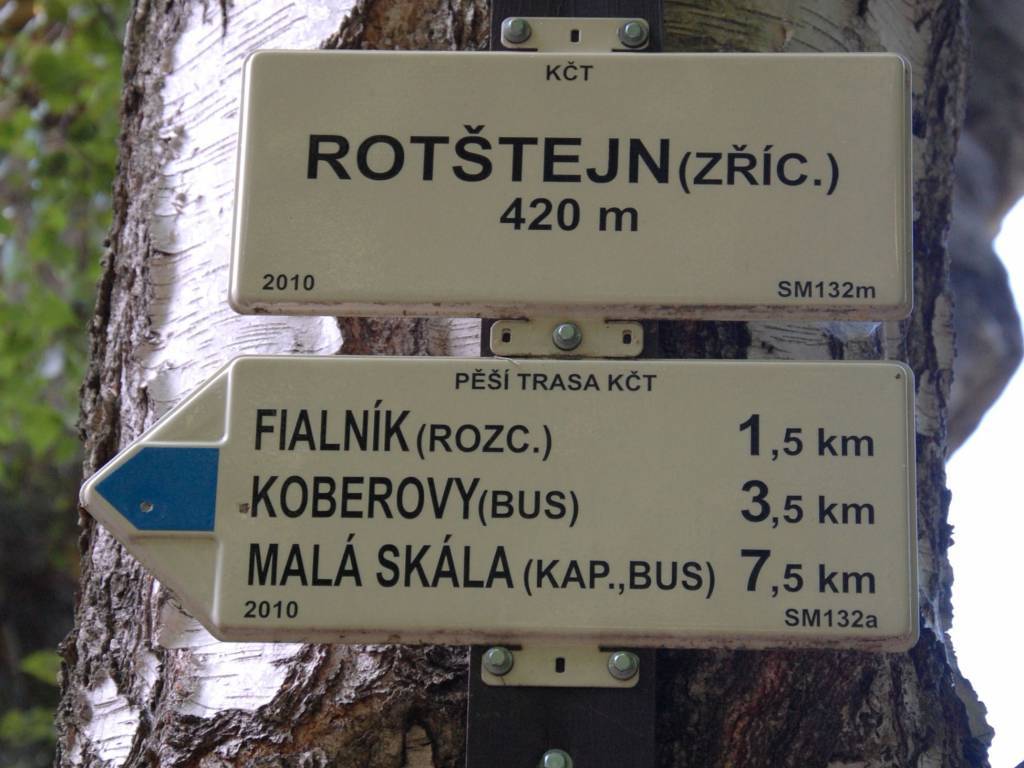 KČT
ROTŠTEJN (ZŘÍC.)
420 m
2010 SM132m
PĚŠÍ TRASA KČT
FIALNÍK (ROZC.) 1,5 km
KOBEROVY (BUS) 3,5 km
MALÁ SKÁLA (KAP.,BUS) 7,5 km
2010 SM132a